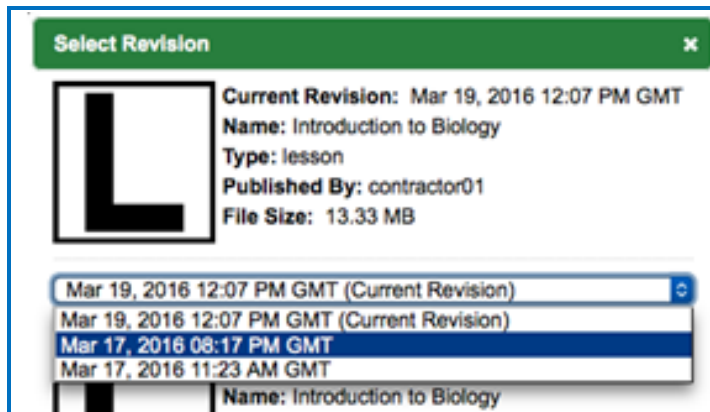 Select Revision ×
L
Current Revision: Mar 19, 2016 12:07 PM GMT
Name: Introduction to Biology
Type: lesson
Published By: contractor01
File Size: 13.33 MB
Mar 19, 2016 12:07 PM GMT (Current Revision)
Mar 19, 2016 12:07 PM GMT (Current Revision)
Mar 17, 2016 08:17 PM GMT
Mar 17, 2016 11:23 AM GMT
Name: Introduction to Biology